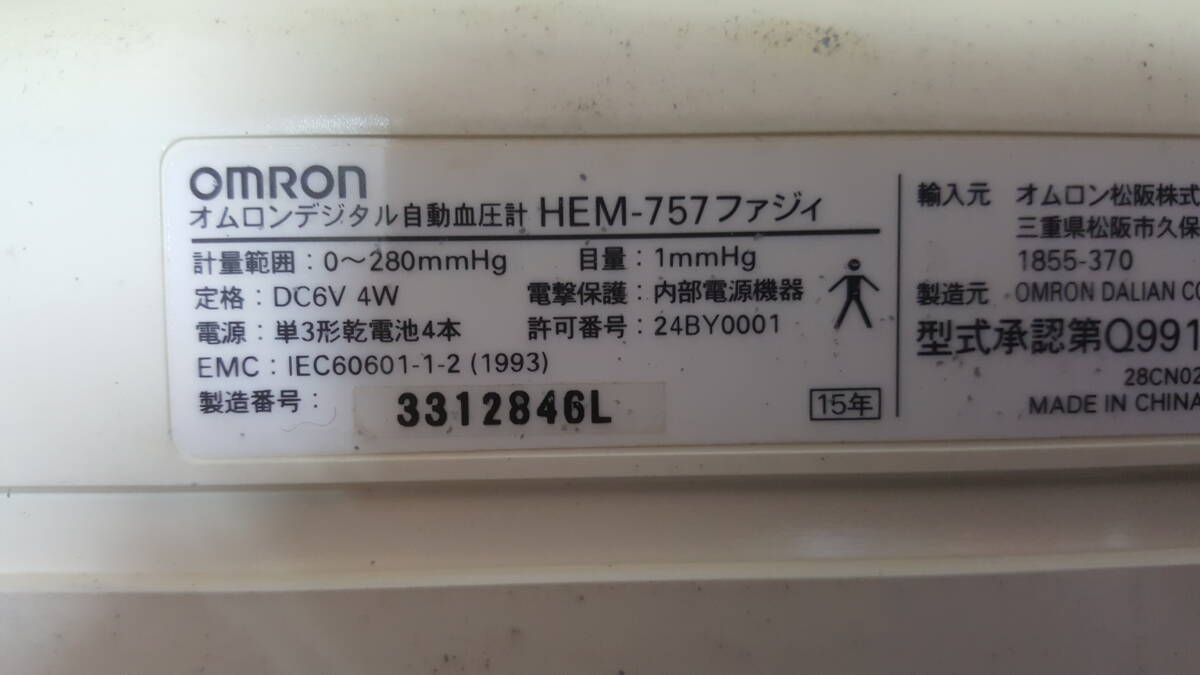 OMRON
オムロンデジタル自動血圧計 HEM-757ファジィ
計量範囲：0～280mmHg 目量：1mmHg
定格：DC6V 4W 電撃保護：内部電源機器
電源：単3形乾電池4本 許可番号：24BY0001
EMC：IEC60601-1-2 (1993)
製造番号：3312846L 15年
輸入元 オムロン松阪株式
三重県松阪市久保
1855-370
製造元 OMRON DALIAN CO
型式承認第Q991
28CN02
MADE IN CHINA